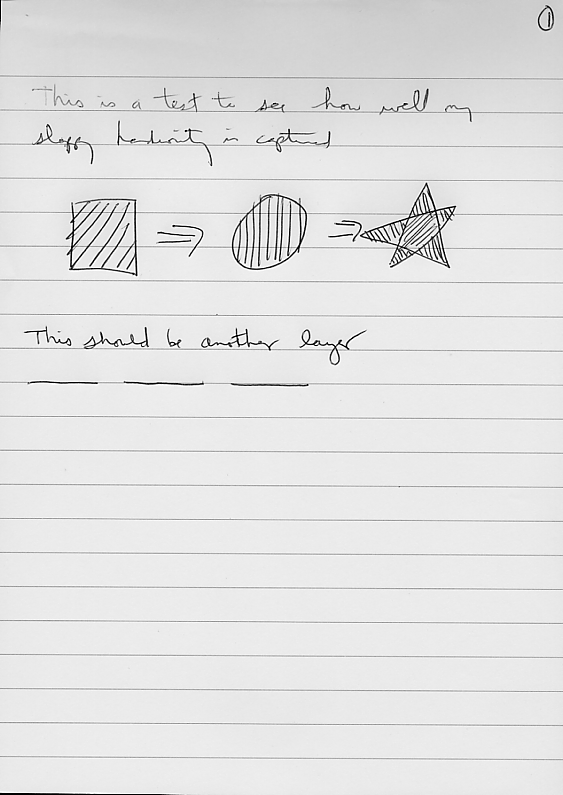 1
This is a test to see how well my
sloppy handwriting is captured
This should be another layer